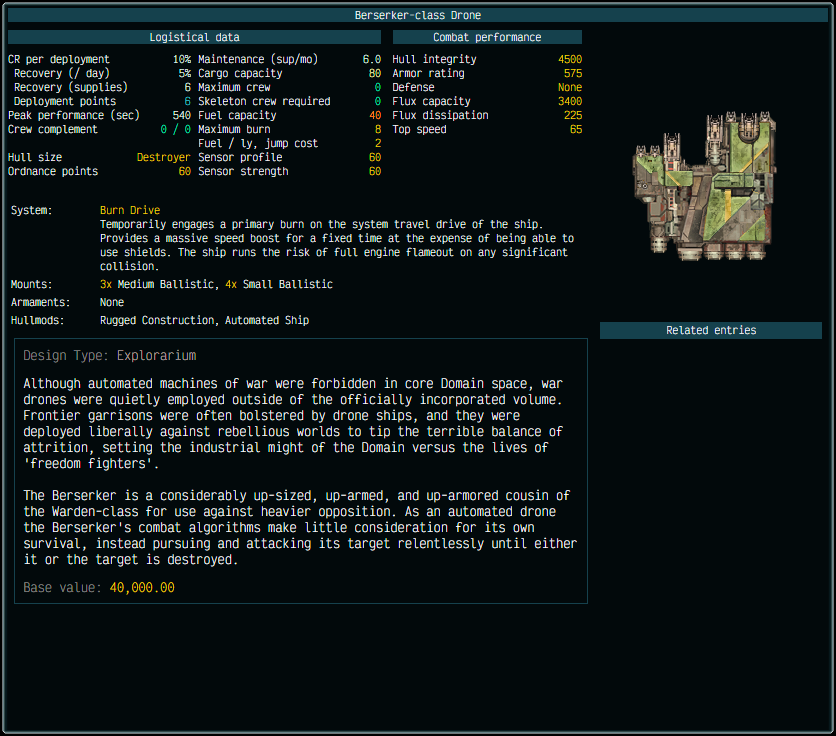 Berserker-class Drone
Logistical data
Combat performance
CR per deployment 10% Maintenance (sup/mo) 6.0 Hull integrity 4500
Recovery (/ day) 5% Cargo capacity 80 Armor rating 575
Recovery (supplies) 6 Maximum crew 0 Defense None
Deployment points 6 Skeleton crew required 0 Flux capacity 3400
Peak performance (sec) 540 Fuel capacity 40 Flux dissipation 225
Crew complement 0 / 0 Maximum burn 8 Top speed 65
Fuel / ly, jump cost 2
Hull size Destroyer Sensor profile 60
Ordnance points 60 Sensor strength 60
System: Burn Drive
Temporarily engages a primary burn on the system travel drive of the ship.
Provides a massive speed boost for a fixed time at the expense of being able to
use shields. The ship runs the risk of full engine flameout on any significant
collision.
Mounts: 3x Medium Ballistic, 4x Small Ballistic
Armaments: None
Hullmods: Rugged Construction, Automated Ship
Related entries
Design Type: Explorarium
Although automated machines of war were forbidden in core Domain space, war
drones were quietly employed outside of the officially incorporated volume.
Frontier garrisons were often bolstered by drone ships, and they were
deployed liberally against rebellious worlds to tip the terrible balance of
attrition, setting the industrial might of the Domain versus the lives of
'freedom fighters'.
The Berserker is a considerably up-sized, up-armed, and up-armored cousin of
the Warden-class for use against heavier opposition. As an automated drone
the Berserker's combat algorithms make little consideration for its own
survival, instead pursuing and attacking its target relentlessly until either
it or the target is destroyed.
Base value: 40,000.00